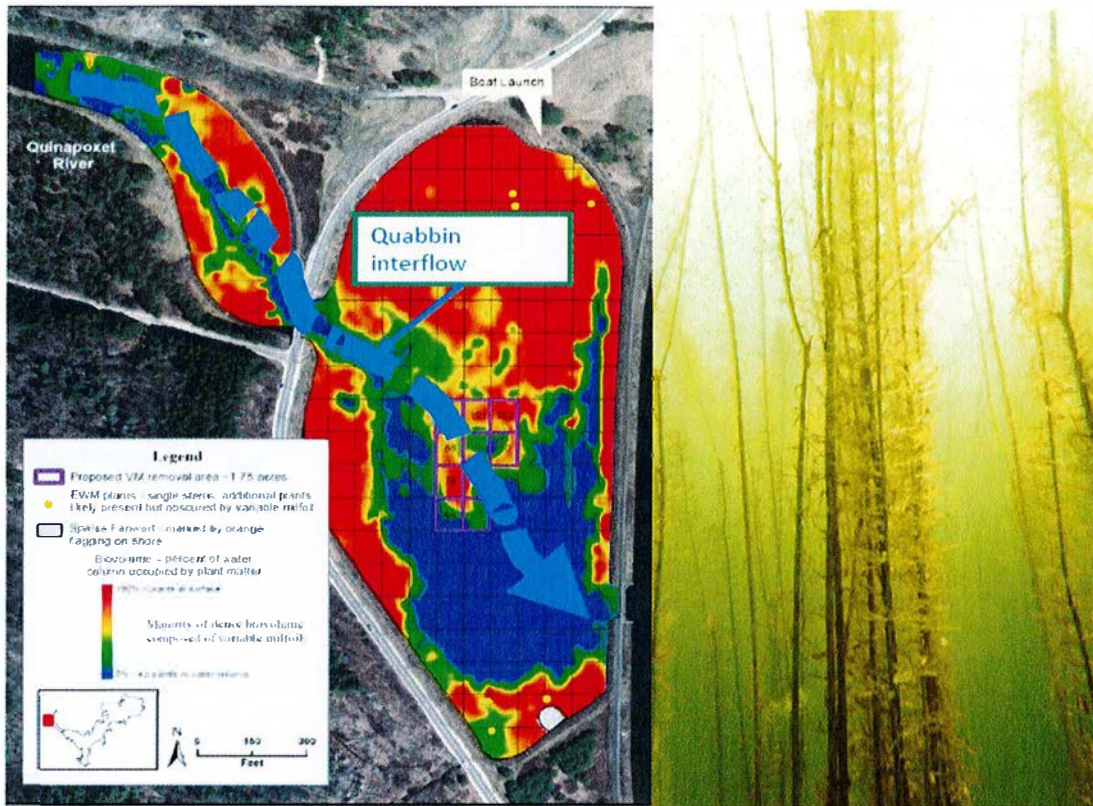 Boat Launch
Quinapoxet
River
Quabbin
interflow
Legend
Proposed VM removal area ~1.75 acres
EWM plants - single stems, additional plants
likely present but obscured by variable milfoil
Sparse Fanwort - marked by orange
flagging on shore
Biovolume - percent of water
column occupied by plant matter
Majority of dense biovolume
composed of variable milfoil
N
0
300
Feet